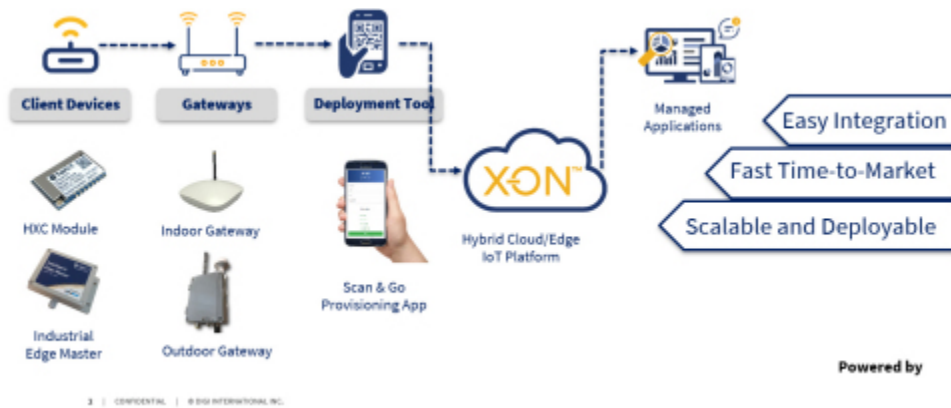 Client Devices
Gateways
Deployment Tool
HXC Module
Industrial
Edge Master
Indoor Gateway
Outdoor Gateway
Scan & Go
Provisioning App
X-ON™
Hybrid Cloud/Edge
IoT Platform
Managed
Applications
Easy Integration
Fast Time-to-Market
Scalable and Deployable
Powered by
| CONFIDENTIAL | © DIGI INTERNATIONAL INC.